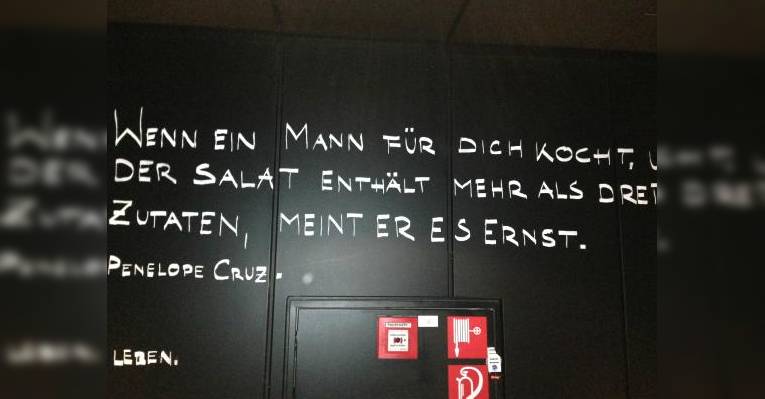 WENN EIN MANN FÜR DICH KOCHT,
DER SALAT ENTHÄLT MEHR ALS DREI
ZUTATEN, MEINT ER ES ERNST.
PENELOPE CRUZ.
LEBEN.